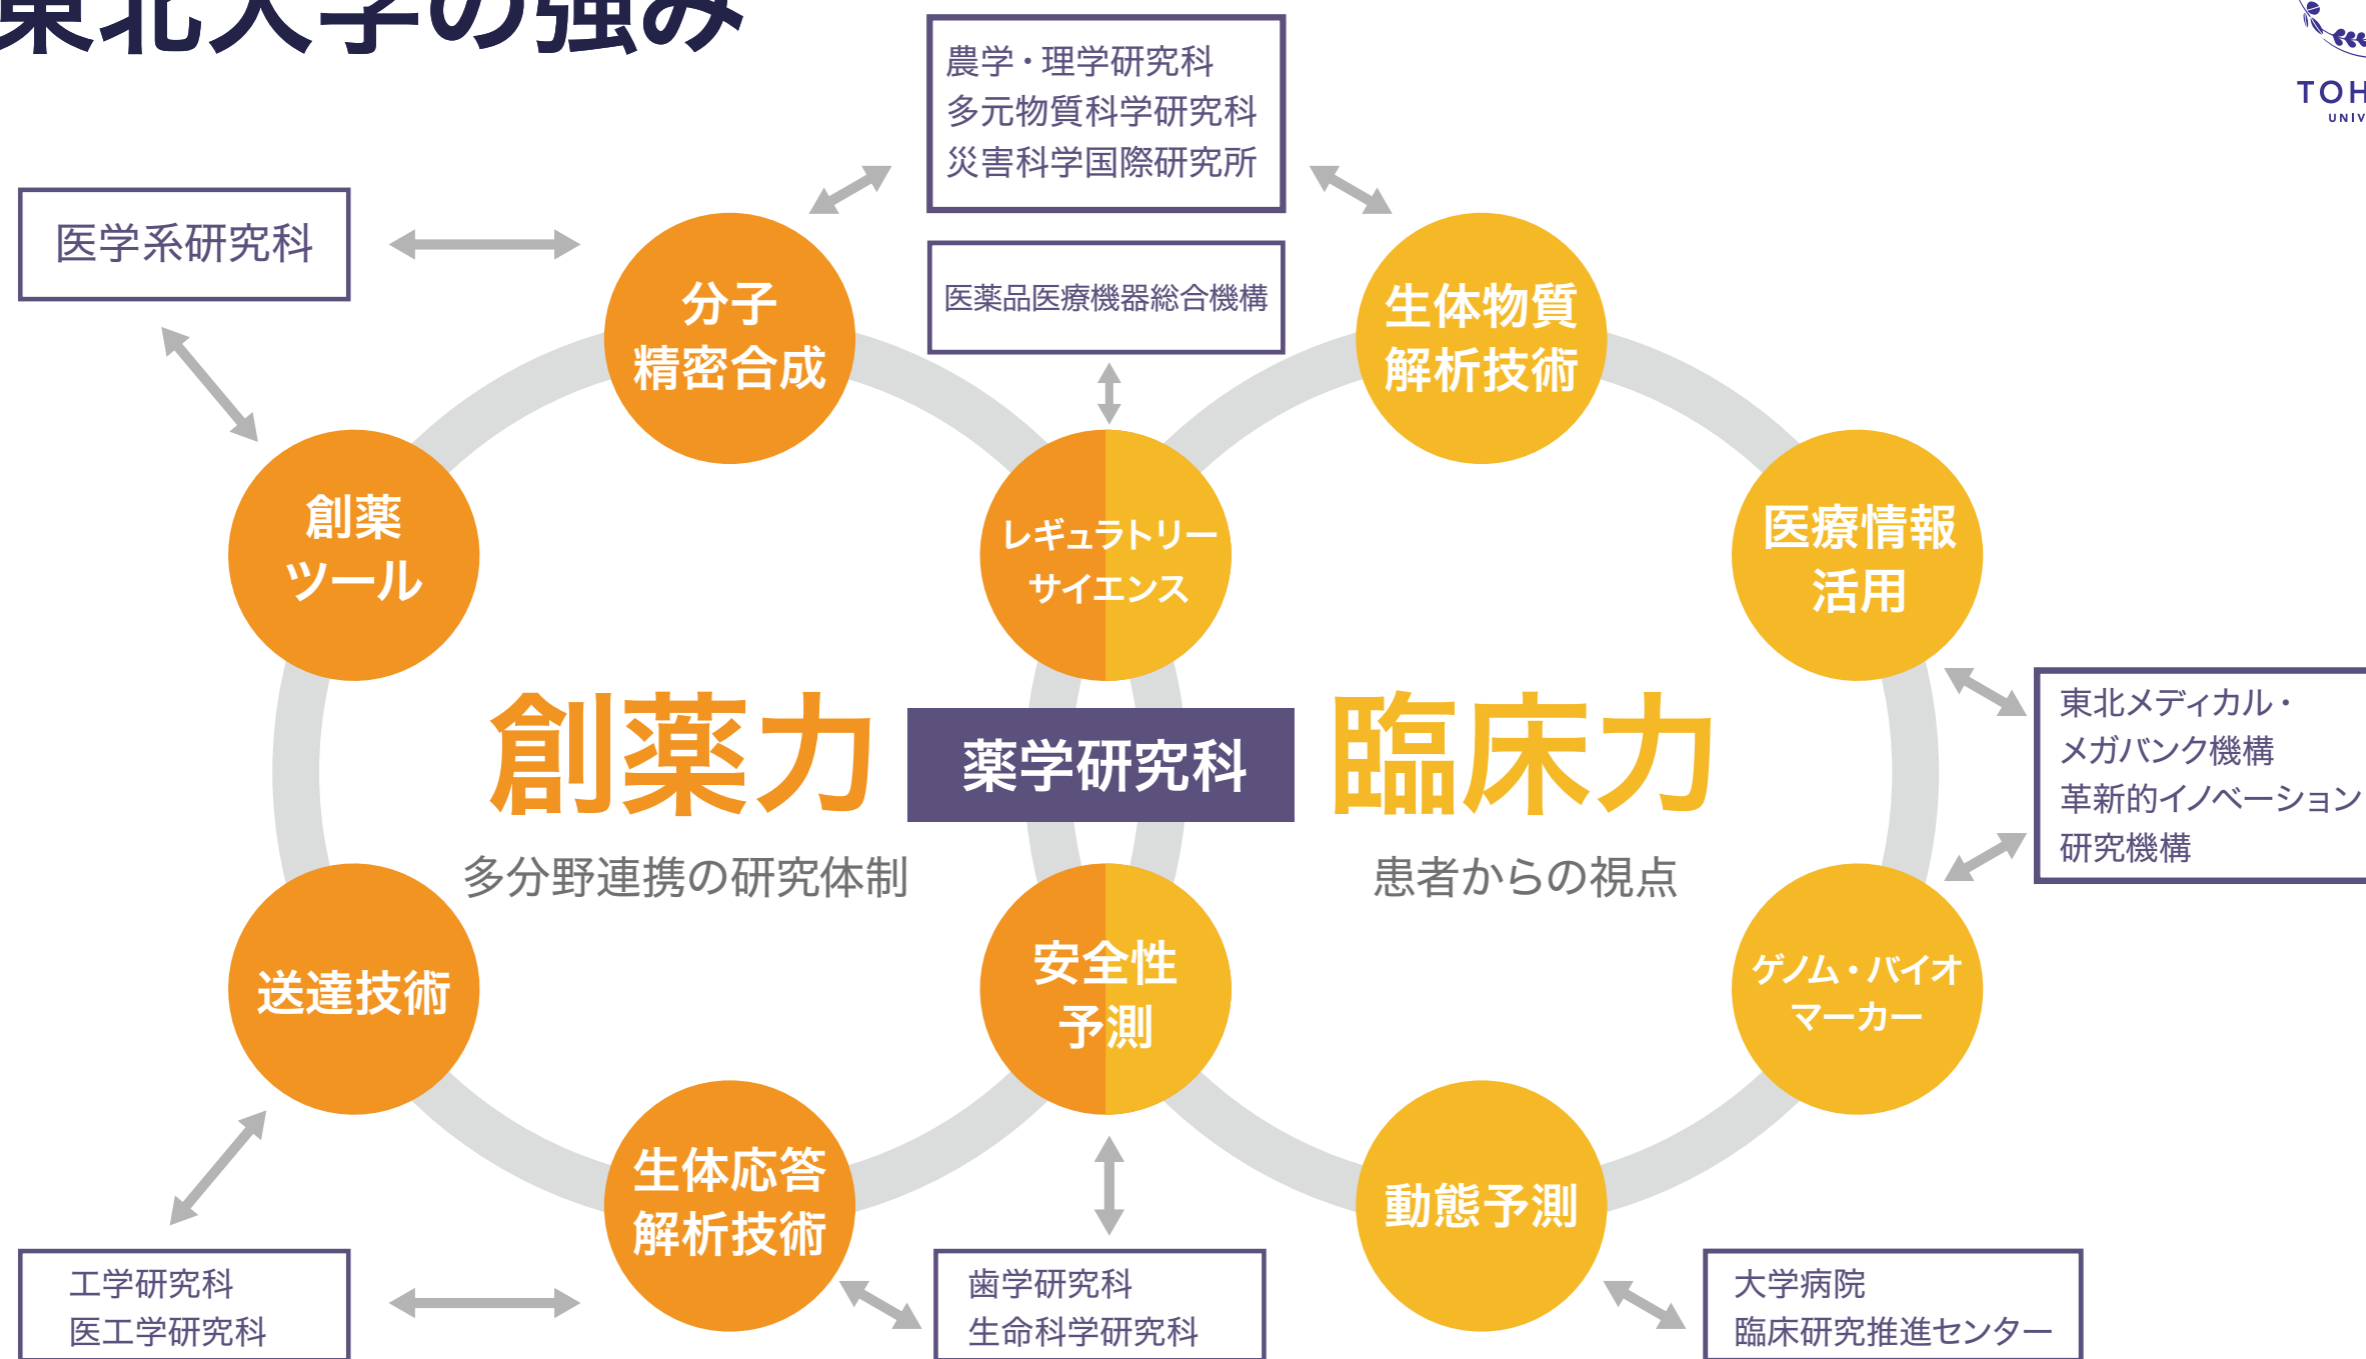 東北大学の強み
TOH
UNIV
農学・理学研究科
多元物質科学研究科
災害科学国際研究所
医学系研究科
医薬品医療機器総合機構
分子
精密合成
生体物質
解析技術
創薬
ツール
レギュラトリー
サイエンス
医療情報
活用
創薬力
多分野連携の研究体制
薬学研究科
臨床力
患者からの視点
東北メディカル・
メガバンク機構
革新的イノベーション
研究機構
送達技術
安全性
予測
ゲノム・バイオ
マーカー
生体応答
解析技術
動態予測
工学研究科
医工学研究科
歯学研究科
生命科学研究科
大学病院
臨床研究推進センター